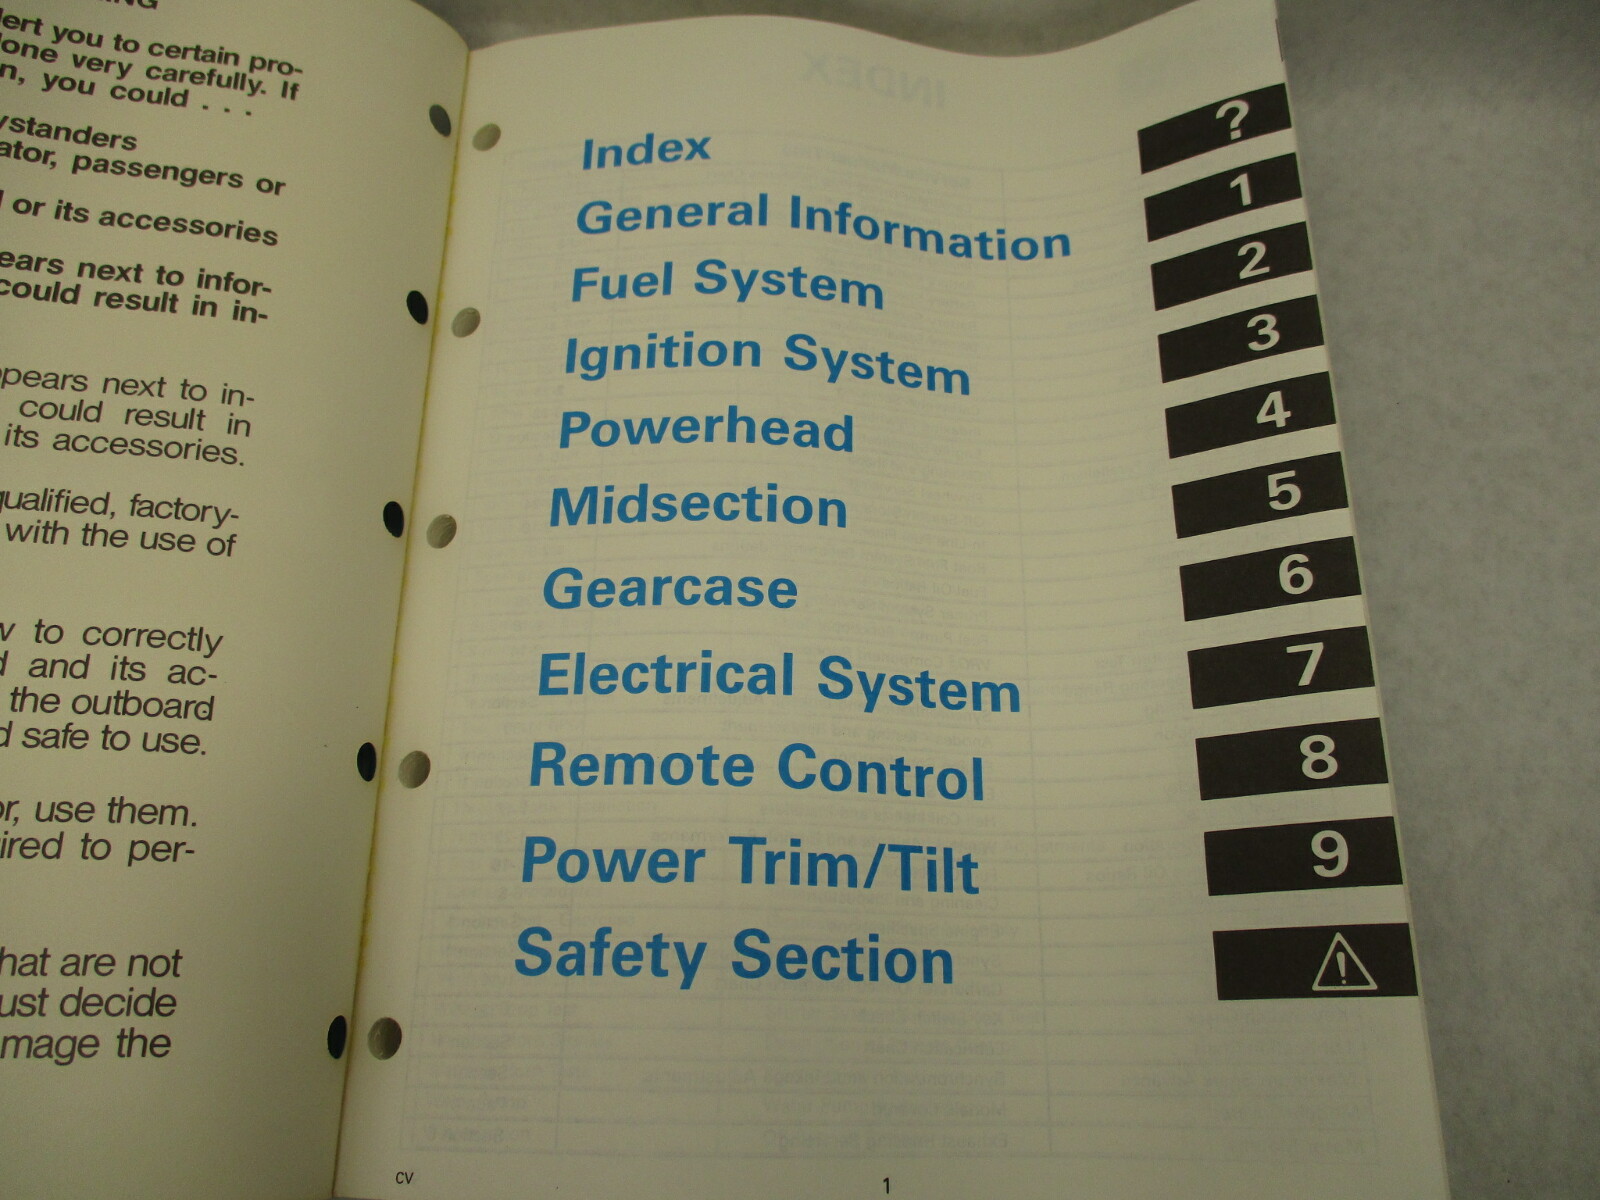 lert you to certain pro-
done very carefully. If
n, you could . . .
ystanders
ator, passengers or
or its accessories
ears next to infor-
could result in in-
ppears next to in-
could result in
its accessories.
qualified, factory-
with the use of
w to correctly
d and its ac-
the outboard
d safe to use.
or, use them.
ired to per-
hat are not
ust decide
mage the
Index ?
General Information 1
Fuel System 2
Ignition System 3
Powerhead 4
Midsection 5
Gearcase 6
Electrical System 7
Remote Control 8
Power Trim/Tilt 9
Safety Section !
CV 1